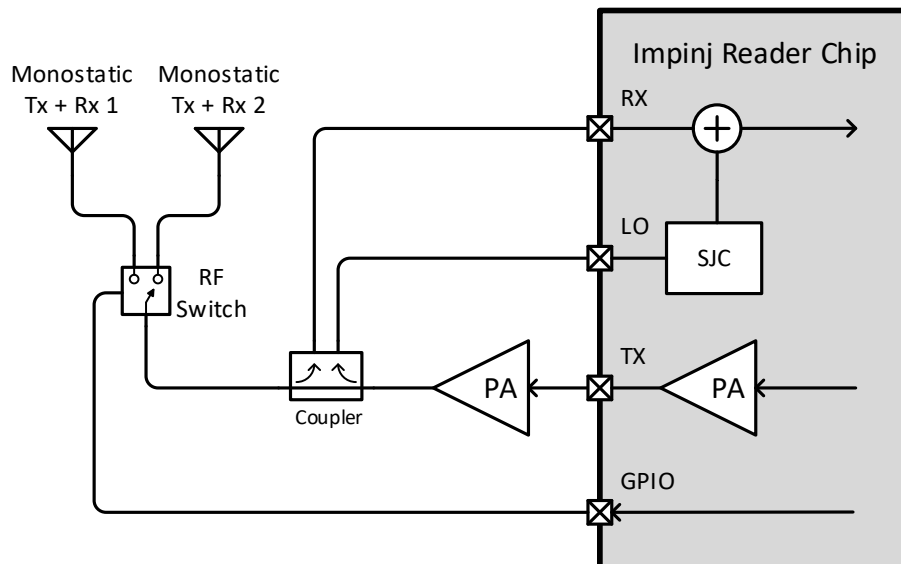 Impinj Reader Chip
Monostatic
Tx + Rx 1
Monostatic
Tx + Rx 2
RX
LO
SJC
RF
Switch
TX
PA
PA
Coupler
GPIO